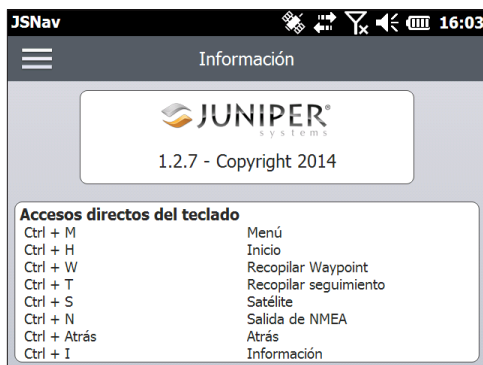 JSNav 16:03
Información
JUNIPER®
systems
1.2.7 - Copyright 2014
Accesos directos del teclado
Ctrl + M Menú
Ctrl + H Inicio
Ctrl + W Recopilar Waypoint
Ctrl + T Recopilar seguimiento
Ctrl + S Satélite
Ctrl + N Salida de NMEA
Ctrl + Atrás Atrás
Ctrl + I Información